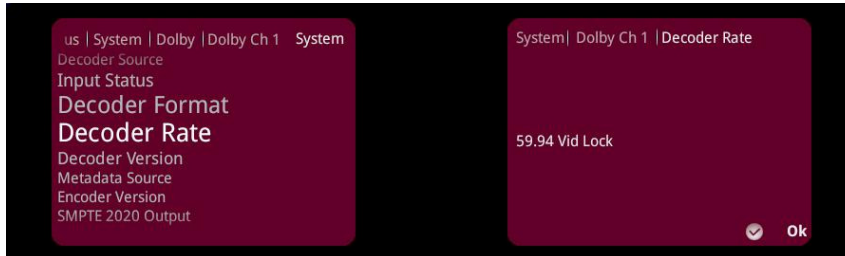 us | System | Dolby |Dolby Ch 1 System
Decoder Source
Input Status
Decoder Format
Decoder Rate
Decoder Version
Metadata Source
Encoder Version
SMPTE 2020 Output
System| Dolby Ch 1 |Decoder Rate
59.94 Vid Lock
Ok